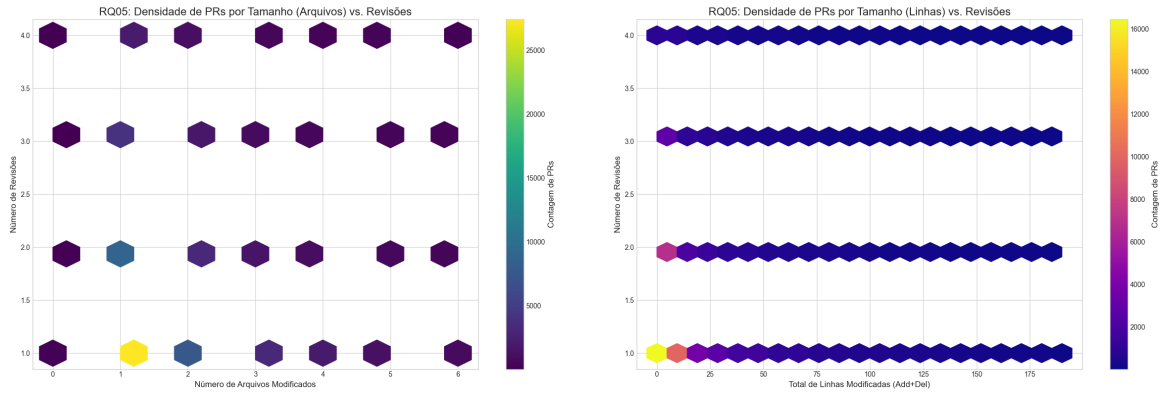 RQ05: Densidade de PRs por Tamanho (Arquivos) vs. Revisões
4.0
3.5
3.0
2.5
2.0
1.5
1.0
Número de Revisões
0 1 2 3 4 5 6
Número de Arquivos Modificados
25000
20000
15000
10000
5000
Contagem de PRs
RQ05: Densidade de PRs por Tamanho (Linhas) vs. Revisões
4.0
3.5
3.0
2.5
2.0
1.5
1.0
Número de Revisões
0 25 50 75 100 125 150 175
Total de Linhas Modificadas (Add+Del)
16000
14000
12000
10000
8000
6000
4000
2000
Contagem de PRs